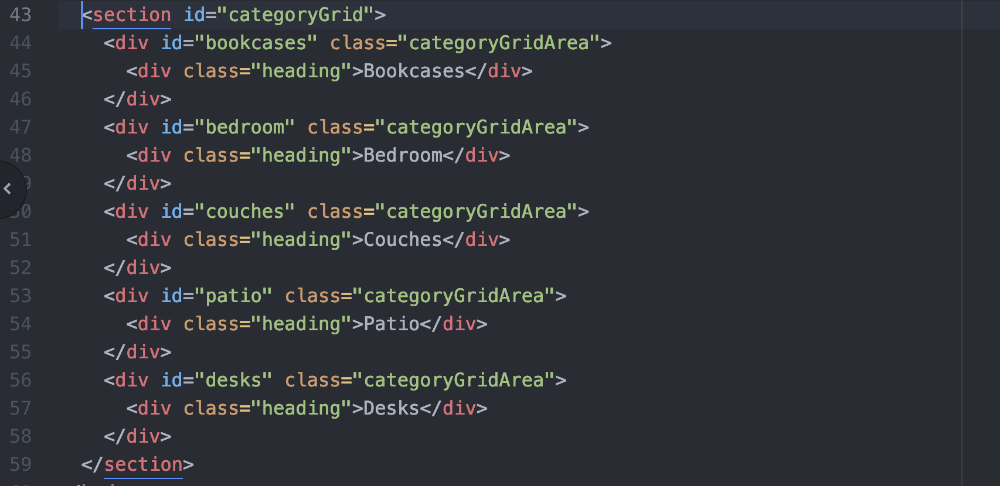 43 <section id="categoryGrid">
44 <div id="bookcases" class="categoryGridArea">
45 <div class="heading">Bookcases</div>
46 </div>
47 <div id="bedroom" class="categoryGridArea">
48 <div class="heading">Bedroom</div>
</div>
<div id="couches" class="categoryGridArea">
51 <div class="heading">Couches</div>
52 </div>
53 <div id="patio" class="categoryGridArea">
54 <div class="heading">Patio</div>
55 </div>
56 <div id="desks" class="categoryGridArea">
57 <div class="heading">Desks</div>
58 </div>
59 </section>